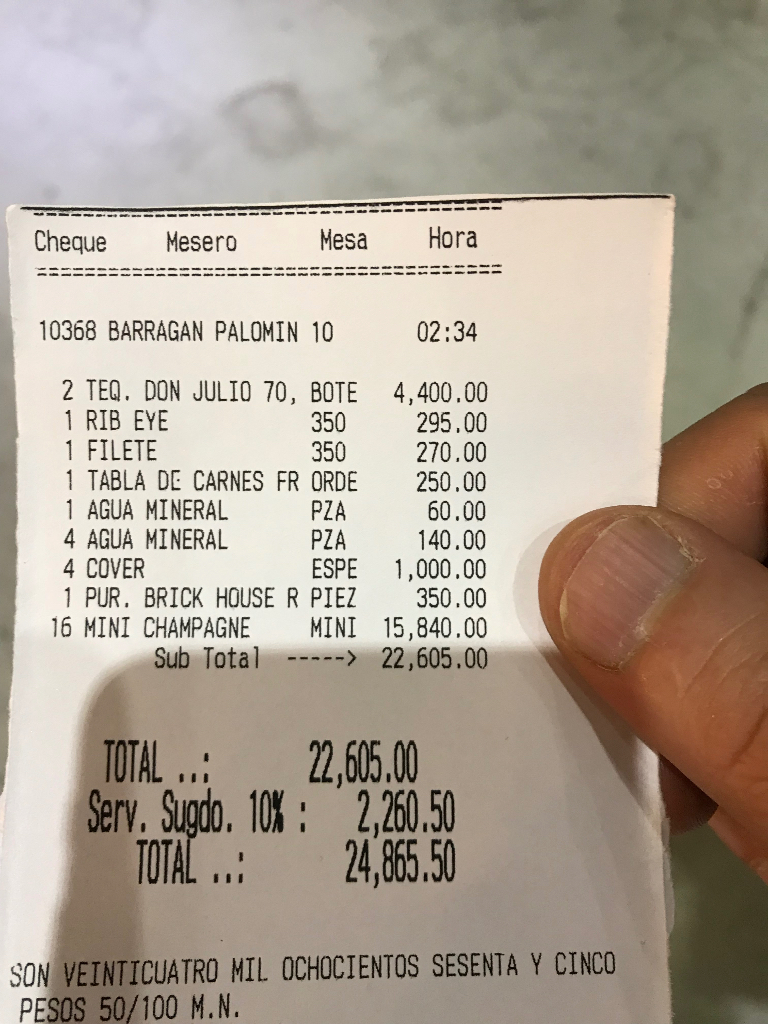 ==================================
Cheque Mesero Mesa Hora
==================================
10368 BARRAGAN PALOMIN 10 02:34
2 TEQ. DON JULIO 70, BOTE 4,400.00
1 RIB EYE 350 295.00
1 FILETE 350 270.00
1 TABLA DE CARNES FR ORDE 250.00
1 AGUA MINERAL PZA 60.00
4 AGUA MINERAL PZA 140.00
4 COVER ESPE 1,000.00
1 PUR. BRICK HOUSE R PIEZ 350.00
16 MINI CHAMPAGNE MINI 15,840.00
Sub Total -----> 22,605.00
TOTAL ..: 22,605.00
Serv. Sugdo. 10% : 2,260.50
TOTAL ..: 24,865.50
SON VEINTICUATRO MIL OCHOCIENTOS SESENTA Y CINCO
PESOS 50/100 M.N.